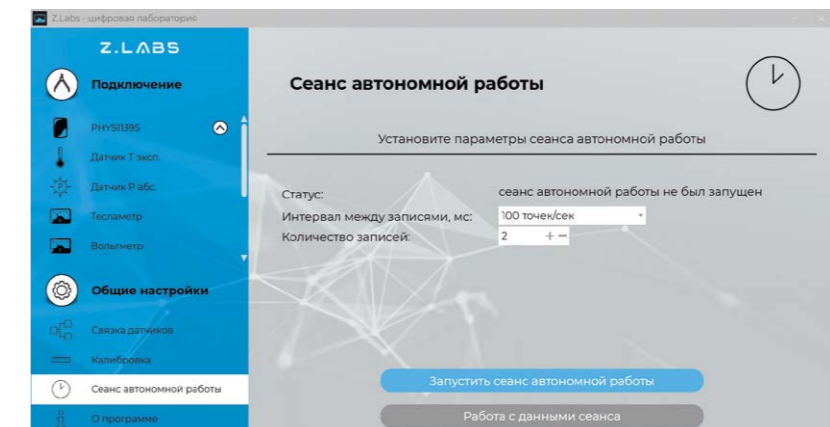 Z.Labs - цифровая лаборатория
Z.LABS
Подключение
PHYS11395
Датчик Т эксп.
Датчик Р абс.
Тесламетр
Вольтметр
Общие настройки
Связка датчиков
Калибровка
Сеанс автономной работы
О программе
Сеанс автономной работы
Установите параметры сеанса автономной работы
Статус: сеанс автономной работы не был запущен
Интервал между записями, мс: 100 точек/сек
Количество записей: 2 + −
Запустить сеанс автономной работы
Работа с данными сеанса